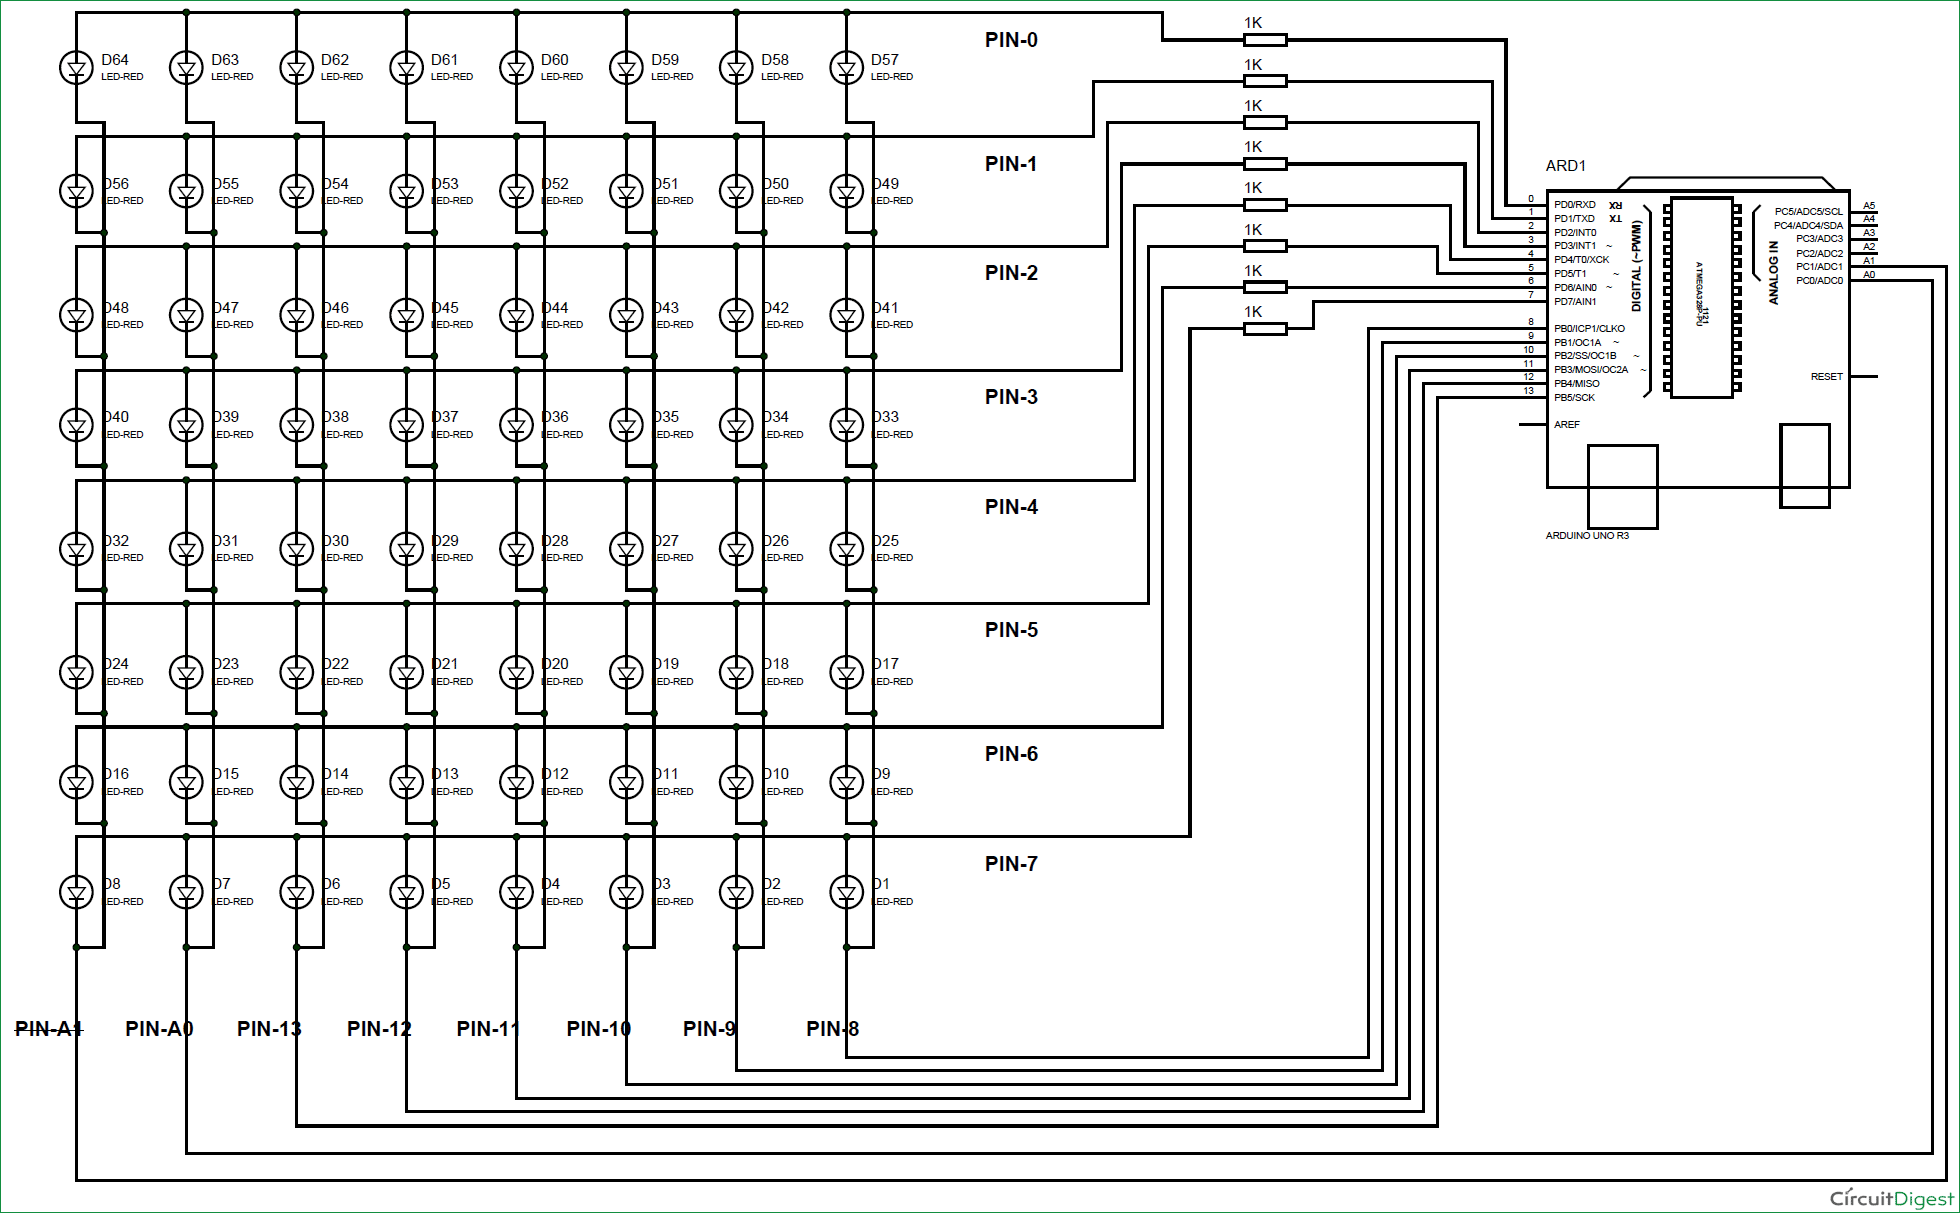 PIN-0
1K
D64 D63 D62 D61 D60 D59 D58 D57
LED-RED LED-RED LED-RED LED-RED LED-RED LED-RED LED-RED LED-RED
1K
1K
1K
PIN-1
D56 D55 D54 D53 D52 D51 D50 D49
LED-RED LED-RED LED-RED LED-RED LED-RED LED-RED LED-RED LED-RED
1K
1K
PIN-2
1K
D48 D47 D46 D45 D44 D43 D42 D41
LED-RED LED-RED LED-RED LED-RED LED-RED LED-RED LED-RED LED-RED
1K
PIN-3
D40 D39 D38 D37 D36 D35 D34 D33
LED-RED LED-RED LED-RED LED-RED LED-RED LED-RED LED-RED LED-RED
PIN-4
D32 D31 D30 D29 D28 D27 D26 D25
LED-RED LED-RED LED-RED LED-RED LED-RED LED-RED LED-RED LED-RED
PIN-5
D24 D23 D22 D21 D20 D19 D18 D17
LED-RED LED-RED LED-RED LED-RED LED-RED LED-RED LED-RED LED-RED
PIN-6
D16 D15 D14 D13 D12 D11 D10 D9
LED-RED LED-RED LED-RED LED-RED LED-RED LED-RED LED-RED LED-RED
PIN-7
D8 D7 D6 D5 D4 D3 D2 D1
LED-RED LED-RED LED-RED LED-RED LED-RED LED-RED LED-RED LED-RED
PIN-A1 PIN-A0 PIN-13 PIN-12 PIN-11 PIN-10 PIN-9 PIN-8
ARD1
0 PD0/RXD RX
1 PD1/TXD TX
2 PD2/INT0
3 PD3/INT1 ~
4 PD4/T0/XCK
5 PD5/T1 ~
6 PD6/AIN0 ~
7 PD7/AIN1
8 PB0/ICP1/CLKO
9 PB1/OC1A ~
10 PB2/SS/OC1B ~
11 PB3/MOSI/OC2A ~
12 PB4/MISO
13 PB5/SCK
AREF
DIGITAL (~PWM)
ATMEGA328P-PU
1121
ANALOG IN
PC5/ADC5/SCL A5
PC4/ADC4/SDA A4
PC3/ADC3 A3
PC2/ADC2 A2
PC1/ADC1 A1
PC0/ADC0 A0
RESET
ARDUINO UNO R3
CircuitDigest